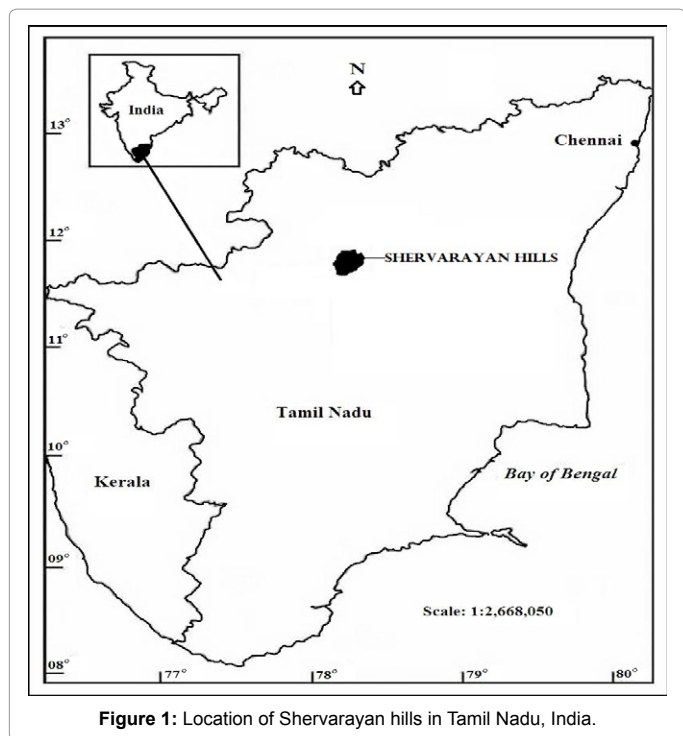 N
India
13°
Chennai
12°
SHERVARAYAN HILLS
11°
Tamil Nadu
10°
Kerala
Bay of Bengal
09°
Scale: 1:2,668,050
08°
77°
78°
79°
80°
Figure 1: Location of Shervarayan hills in Tamil Nadu, India.